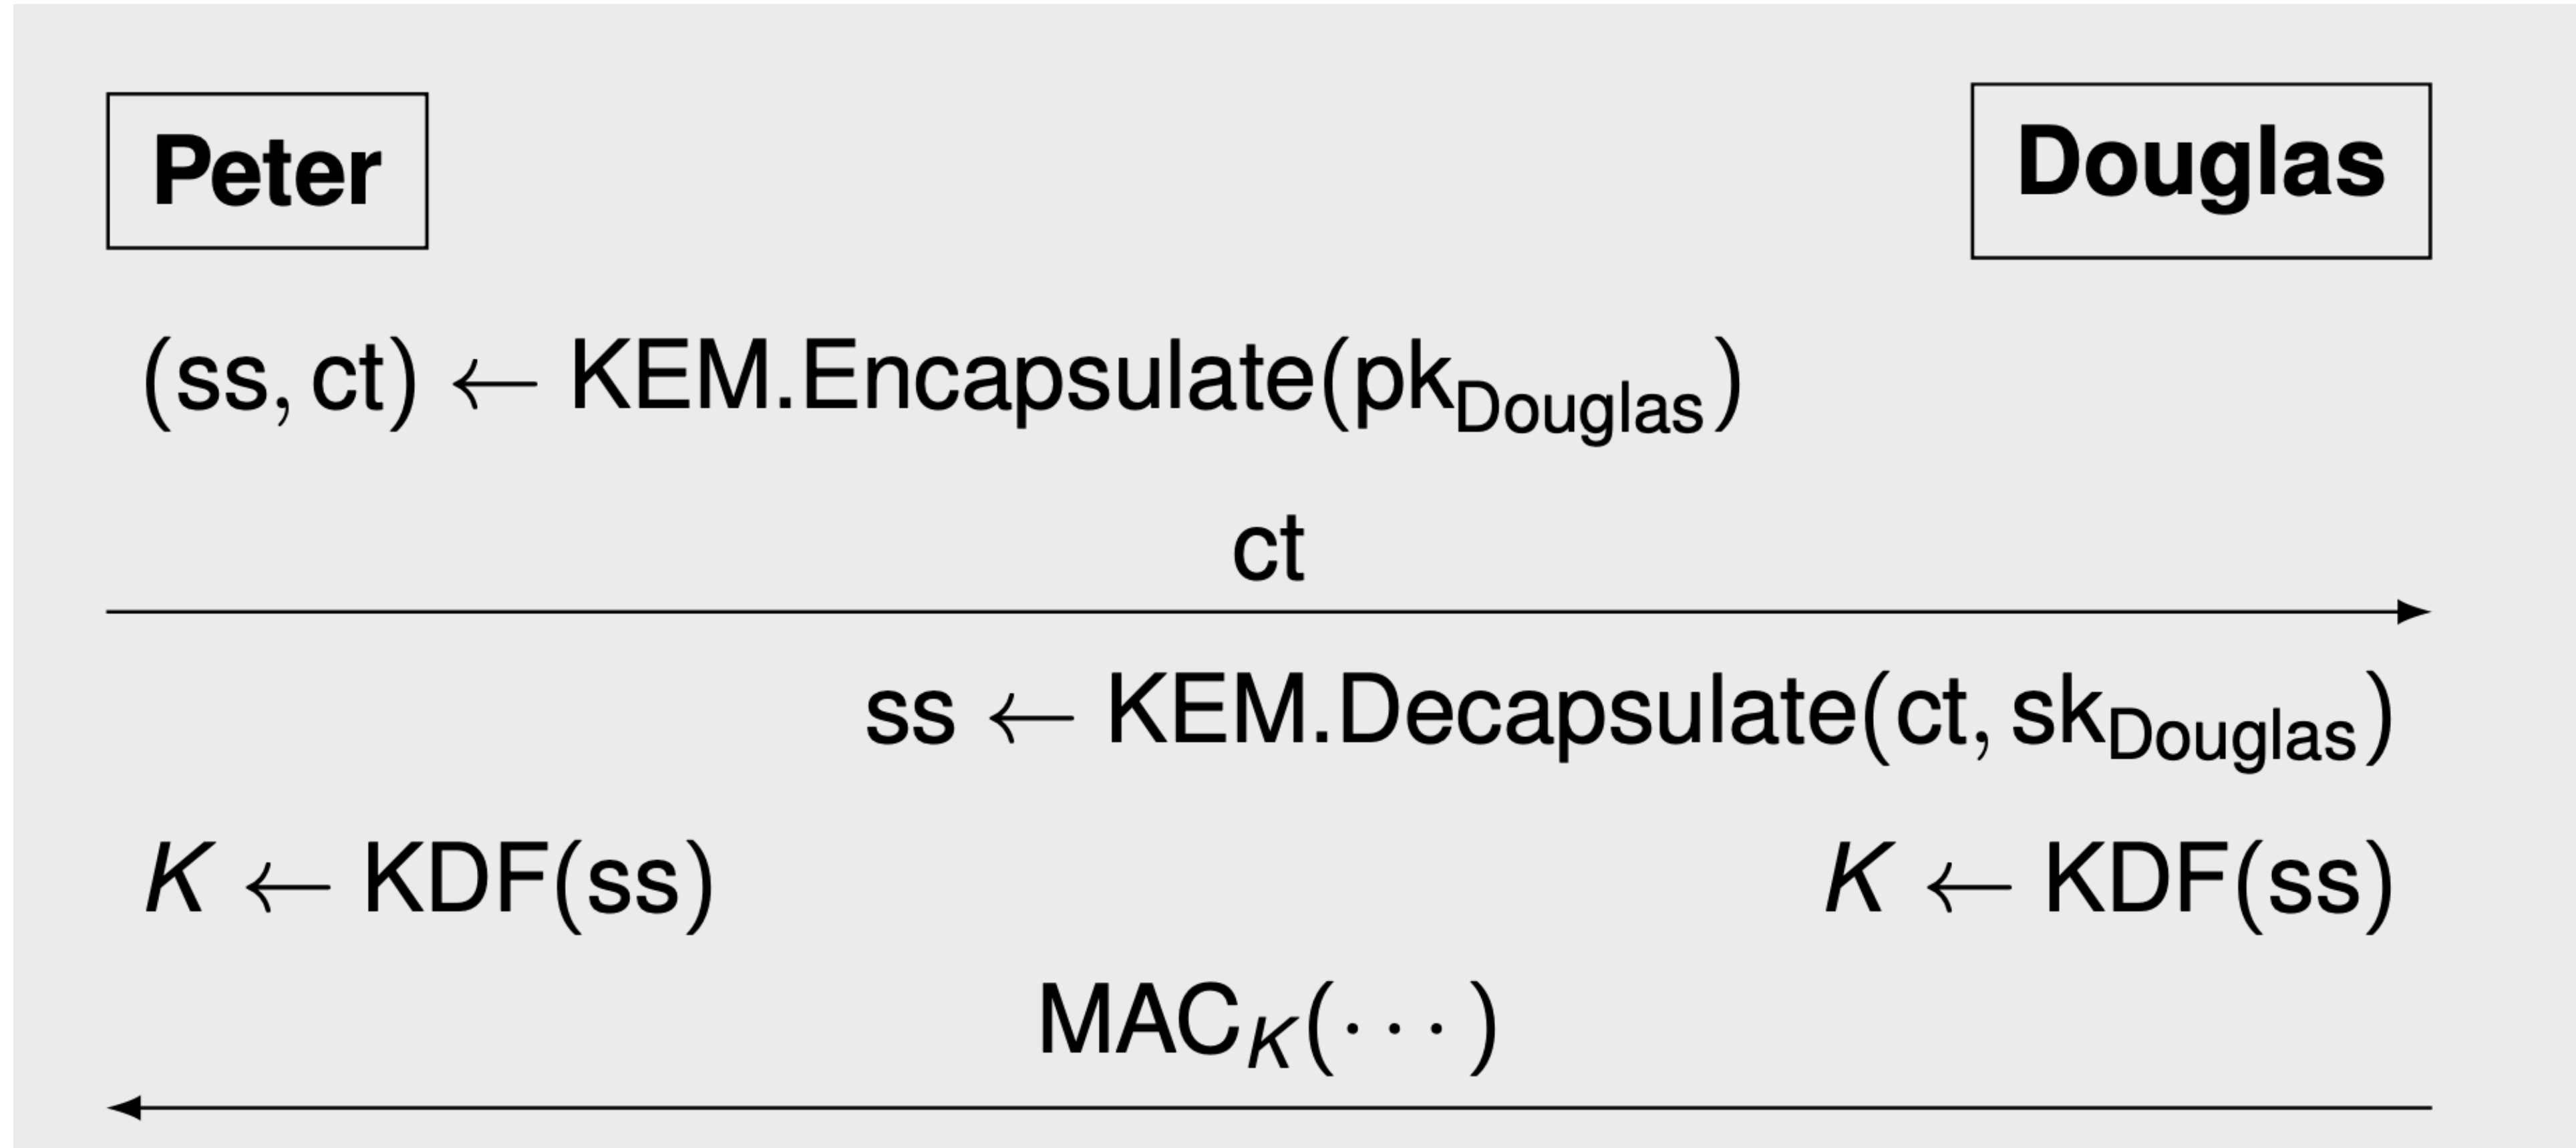 Peter Douglas
(ss, ct) ← KEM.Encapsulate(pk_Douglas)
ct
ss ← KEM.Decapsulate(ct, sk_Douglas)
K ← KDF(ss) K ← KDF(ss)
MAC_K(···)